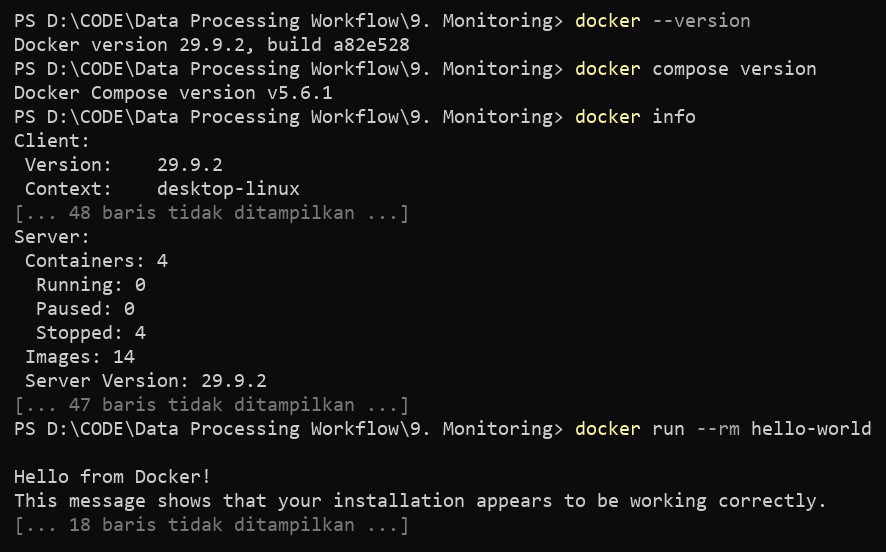 PS D:\CODE\Data Processing Workflow\9. Monitoring> docker --version
Docker version 29.9.2, build a82e528
PS D:\CODE\Data Processing Workflow\9. Monitoring> docker compose version
Docker Compose version v5.6.1
PS D:\CODE\Data Processing Workflow\9. Monitoring> docker info
Client:
 Version:    29.9.2
 Context:    desktop-linux
[... 48 baris tidak ditampilkan ...]
Server:
 Containers: 4
  Running: 0
  Paused: 0
  Stopped: 4
 Images: 14
 Server Version: 29.9.2
[... 47 baris tidak ditampilkan ...]
PS D:\CODE\Data Processing Workflow\9. Monitoring> docker run --rm hello-world

Hello from Docker!
This message shows that your installation appears to be working correctly.
[... 18 baris tidak ditampilkan ...]